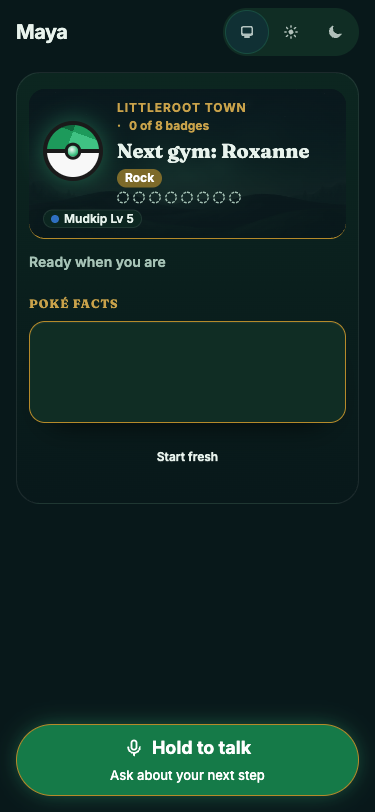 Maya
LITTLEROOT TOWN
· 0 of 8 badges
Next gym: Roxanne
Rock
Mudkip Lv 5
Ready when you are
POKÉ FACTS
Start fresh
Hold to talk
Ask about your next step